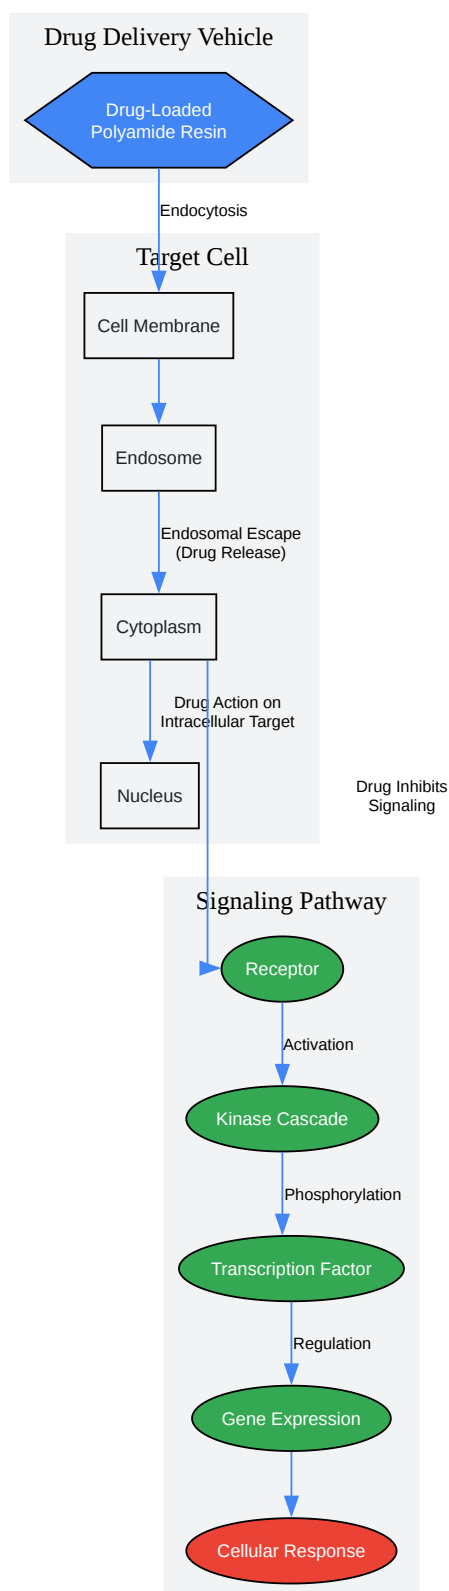 Drug Delivery Vehicle
Drug-Loaded
Polyamide Resin
Endocytosis
Target Cell
Cell Membrane
Endosome
Endosomal Escape
(Drug Release)
Cytoplasm
Drug Action on
Intracellular Target
Nucleus
Drug Inhibits
Signaling
Signaling Pathway
Receptor
Activation
Kinase Cascade
Phosphorylation
Transcription Factor
Regulation
Gene Expression
Cellular Response